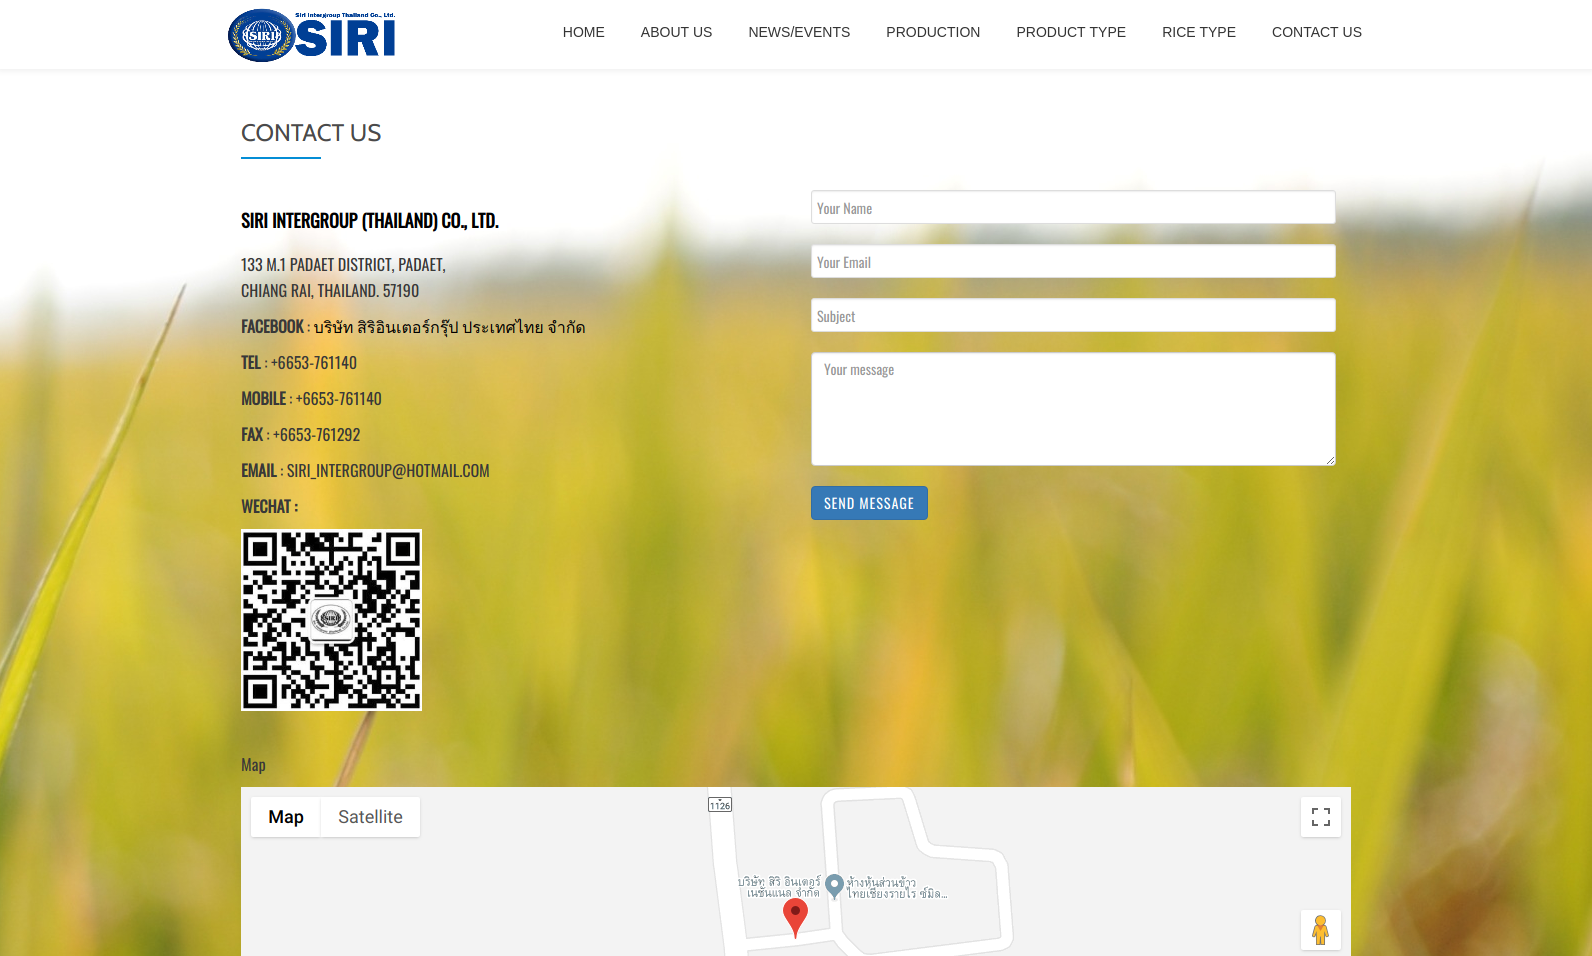 Siri Intergroup Thailand Co., Ltd.
SIRI
SIRI
HOME
ABOUT US
NEWS/EVENTS
PRODUCTION
PRODUCT TYPE
RICE TYPE
CONTACT US
CONTACT US
SIRI INTERGROUP (THAILAND) CO., LTD.
133 M.1 PADAET DISTRICT, PADAET,
CHIANG RAI, THAILAND. 57190
FACEBOOK : บริษัท สิริอินเตอร์กรุ๊ป ประเทศไทย จำกัด
TEL : +6653-761140
MOBILE : +6653-761140
FAX : +6653-761292
EMAIL : SIRI_INTERGROUP@HOTMAIL.COM
WECHAT :
SIRI
Your Name
Your Email
Subject
Your message
SEND MESSAGE
Map
Map
Satellite
1126
บริษัท สิริ อินเตอร์
เนชั่นแนล จำกัด
ห้างหุ้นส่วนข้าว
ไทยเชียงรายไร ซ์มิล...